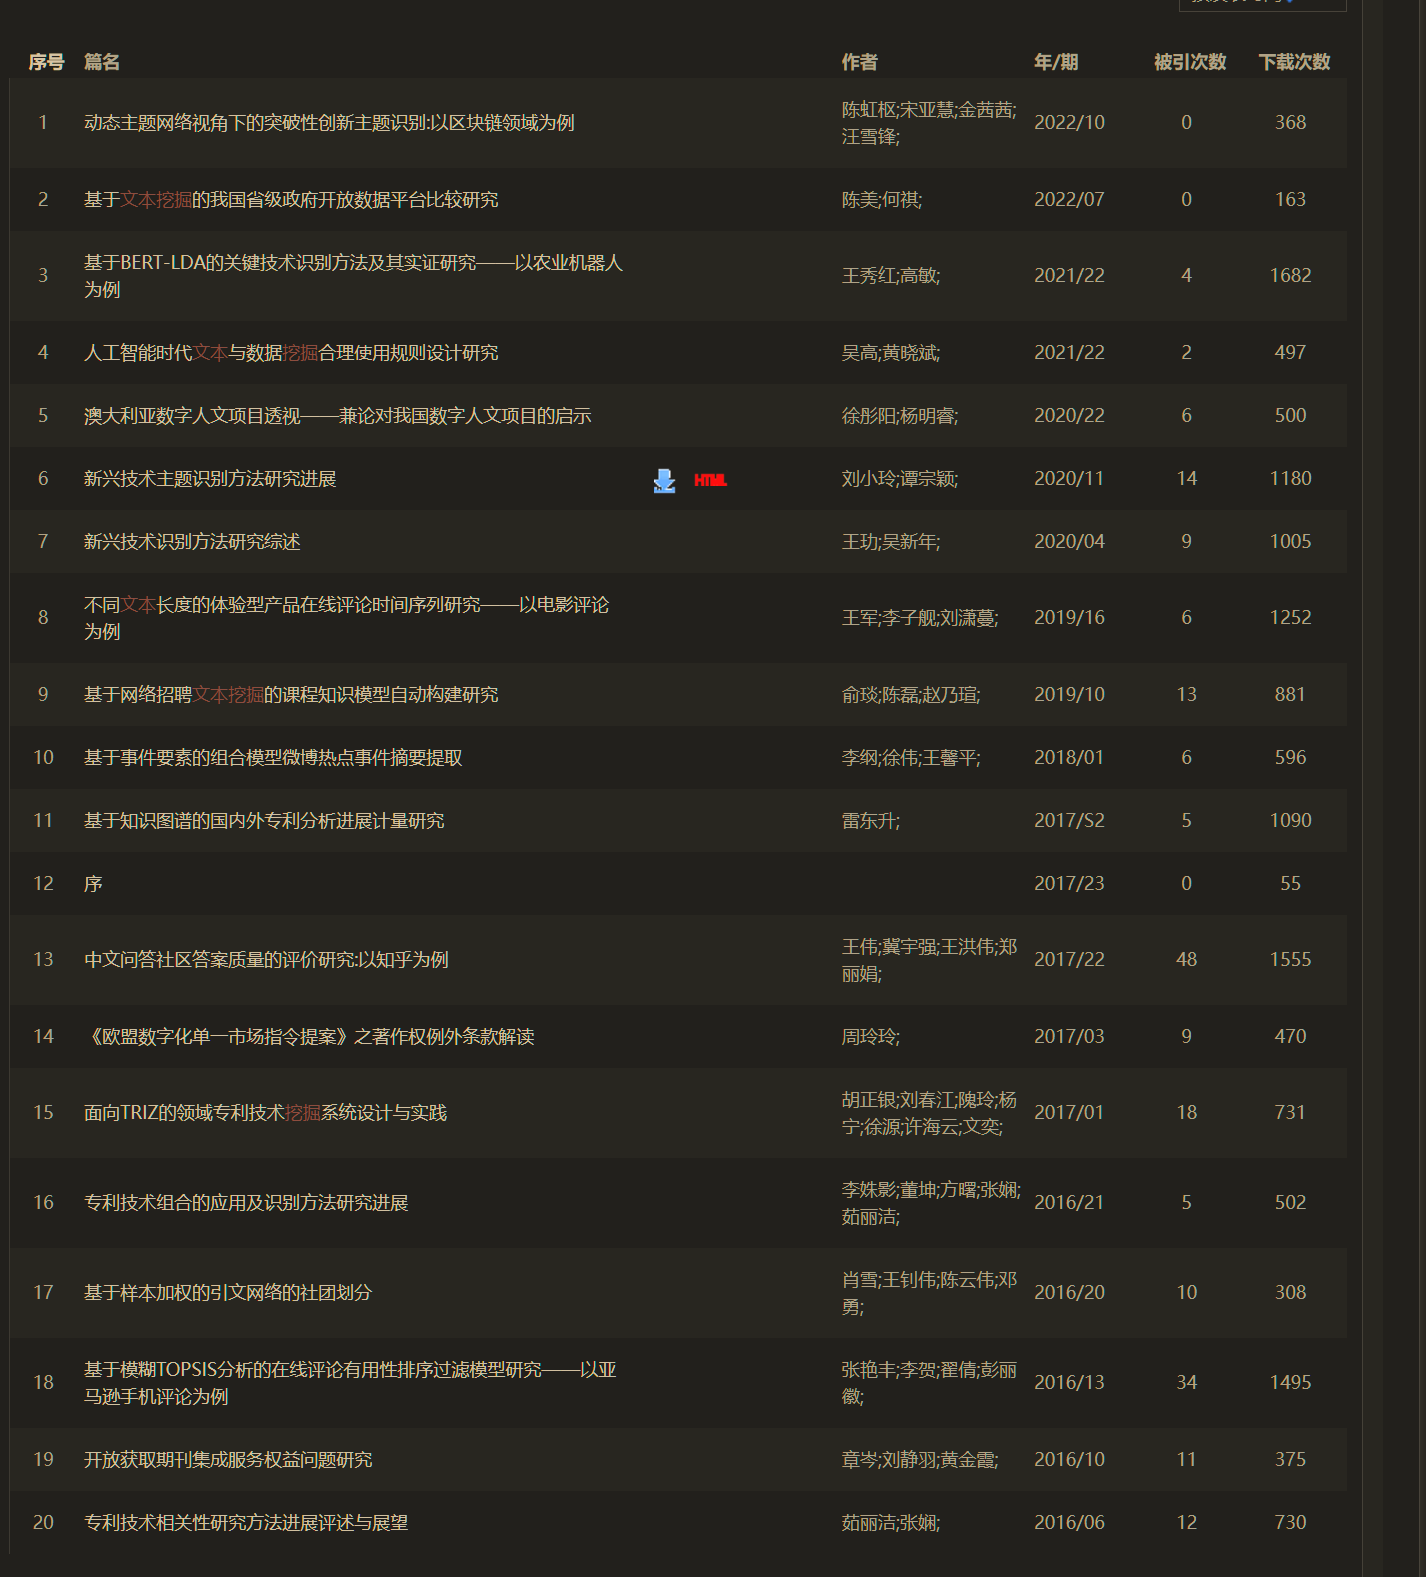 序号 篇名 作者 年/期 被引次数 下载次数
1 动态主题网络视角下的突破性创新主题识别:以区块链领域为例 陈虹枢;宋亚慧;金茜茜; 2022/10 0 368
汪雪锋;
2 基于文本挖掘的我国省级政府开放数据平台比较研究 陈美;何祺; 2022/07 0 163
基于BERT-LDA的关键技术识别方法及其实证研究——以农业机器人
3 王秀红;高敏; 2021/22 4 1682
为例
4 人工智能时代文本与数据挖掘合理使用规则设计研究 吴高;黄晓斌; 2021/22 2 497
5 澳大利亚数字人文项目透视——兼论对我国数字人文项目的启示 徐彤阳;杨明睿; 2020/22 6 500
6 新兴技术主题识别方法研究进展 HTML 刘小玲;谭宗颖; 2020/11 14 1180
7 新兴技术识别方法研究综述 王玏;吴新年; 2020/04 9 1005
不同文本长度的体验型产品在线评论时间序列研究——以电影评论
8 王军;李子舰;刘潇蔓; 2019/16 6 1252
为例
9 基于网络招聘文本挖掘的课程知识模型自动构建研究 俞琰;陈磊;赵乃瑄; 2019/10 13 881
10 基于事件要素的组合模型微博热点事件摘要提取 李纲;徐伟;王馨平; 2018/01 6 596
11 基于知识图谱的国内外专利分析进展计量研究 雷东升; 2017/S2 5 1090
12 序 2017/23 0 55
13 中文问答社区答案质量的评价研究:以知乎为例 王伟;冀宇强;王洪伟;郑 2017/22 48 1555
丽娟;
14 《欧盟数字化单一市场指令提案》之著作权例外条款解读 周玲玲; 2017/03 9 470
15 面向TRIZ的领域专利技术挖掘系统设计与实践 胡正银;刘春江;隗玲;杨 2017/01 18 731
宁;徐源;许海云;文奕;
16 专利技术组合的应用及识别方法研究进展 李姝影;董坤;方曙;张娴; 2016/21 5 502
茹丽洁;
17 基于样本加权的引文网络的社团划分 肖雪;王钊伟;陈云伟;邓 2016/20 10 308
勇;
基于模糊TOPSIS分析的在线评论有用性排序过滤模型研究——以亚 张艳丰;李贺;翟倩;彭丽
18 2016/13 34 1495
马逊手机评论为例 徽;
19 开放获取期刊集成服务权益问题研究 章岑;刘静羽;黄金霞; 2016/10 11 375
20 专利技术相关性研究方法进展评述与展望 茹丽洁;张娴; 2016/06 12 730